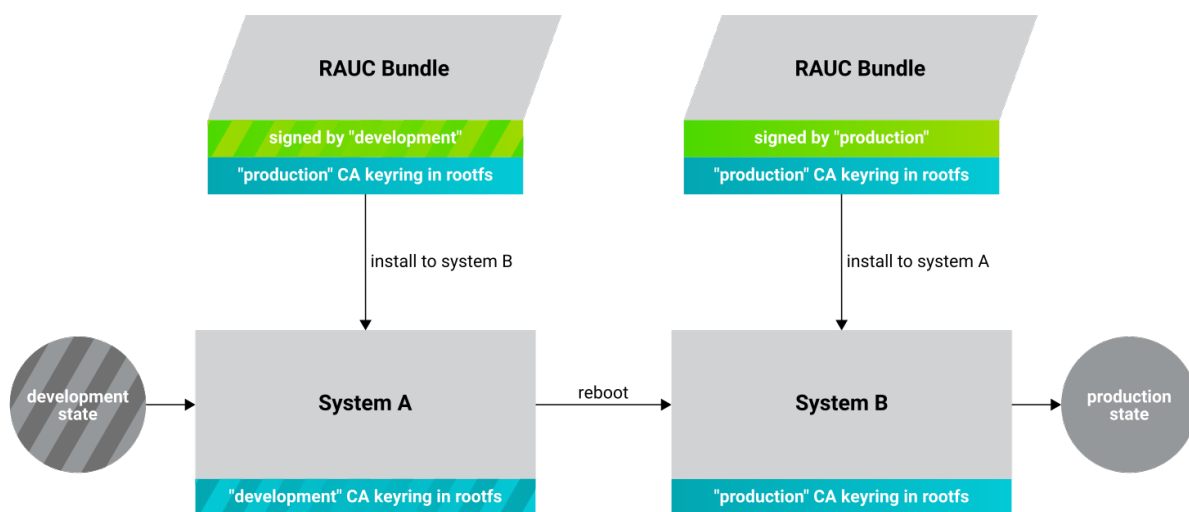 RAUC Bundle
signed by "development"
"production" CA keyring in rootfs
RAUC Bundle
signed by "production"
"production" CA keyring in rootfs
install to system B
install to system A
development
state
System A
"development" CA keyring in rootfs
reboot
System B
"production" CA keyring in rootfs
production
state